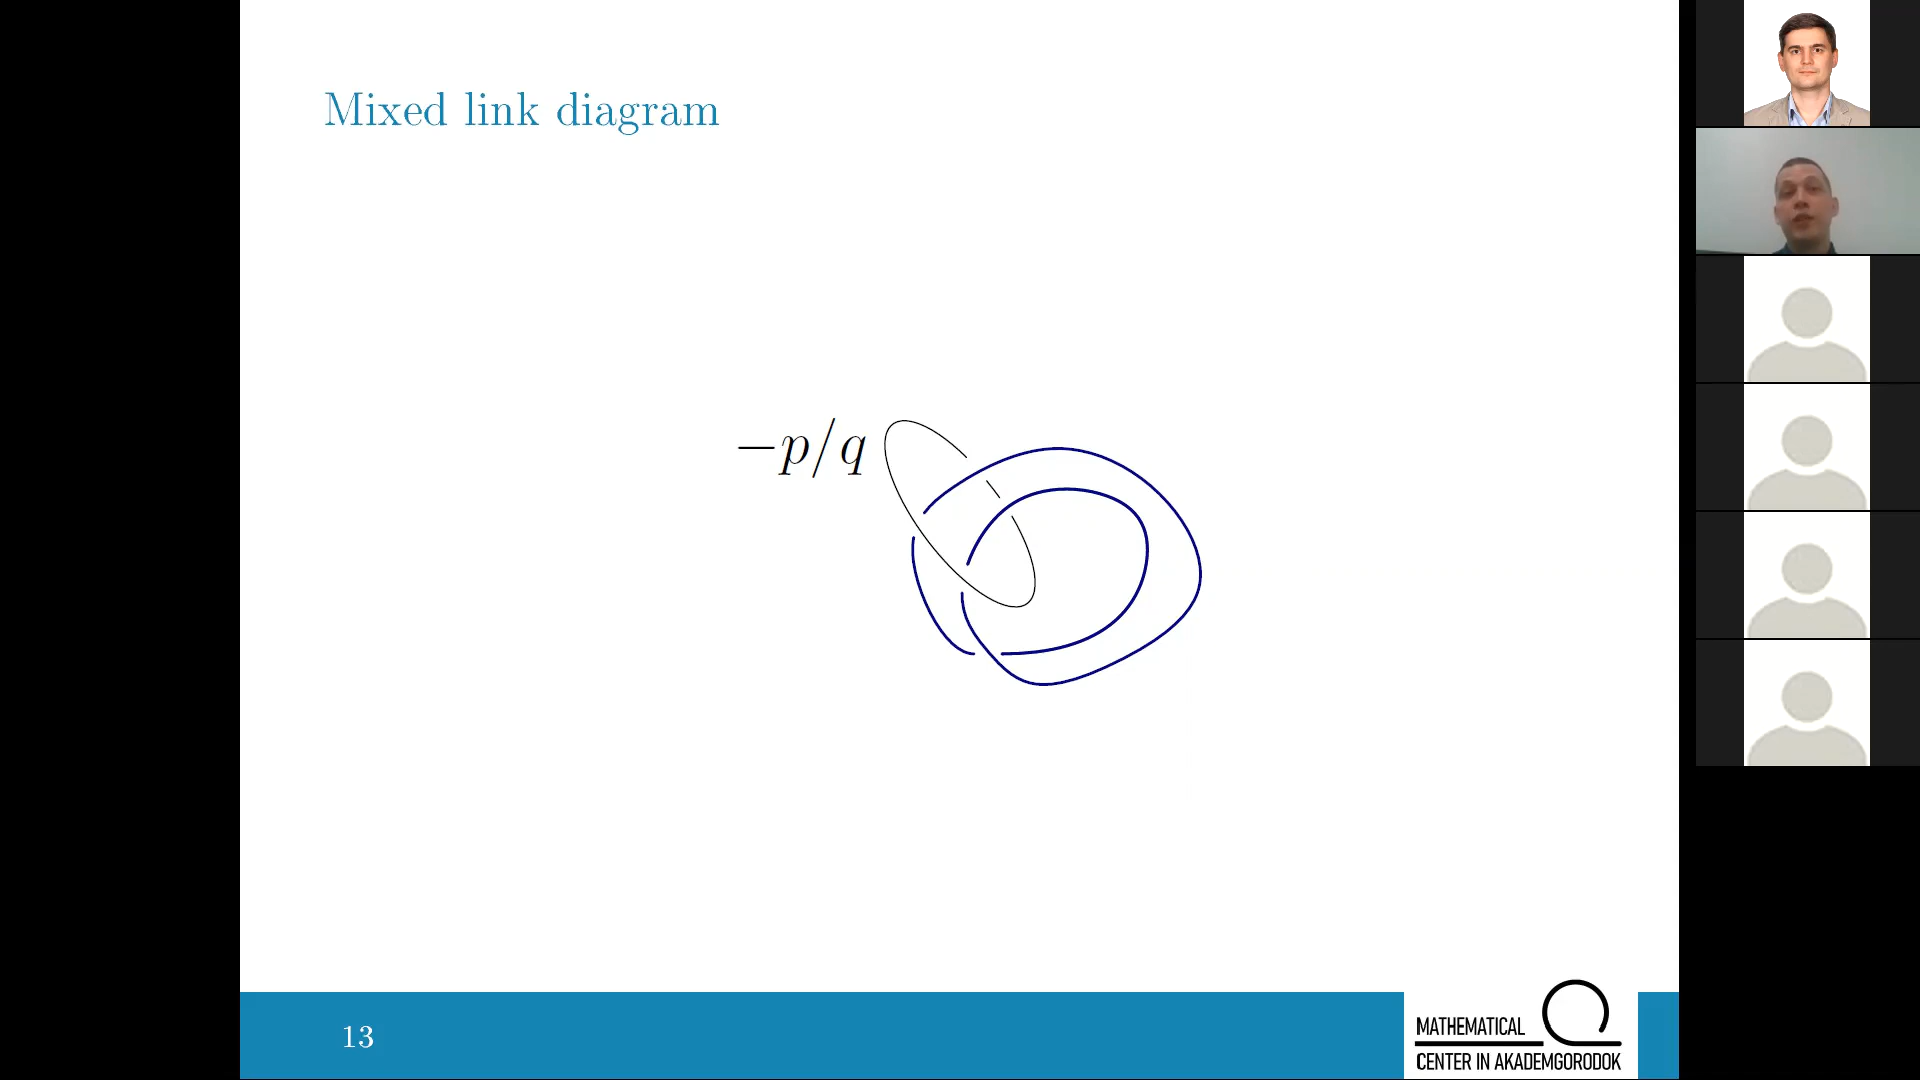 Mixed link diagram
−p/q
13
MATHEMATICAL
CENTER IN AKADEMGORODOK